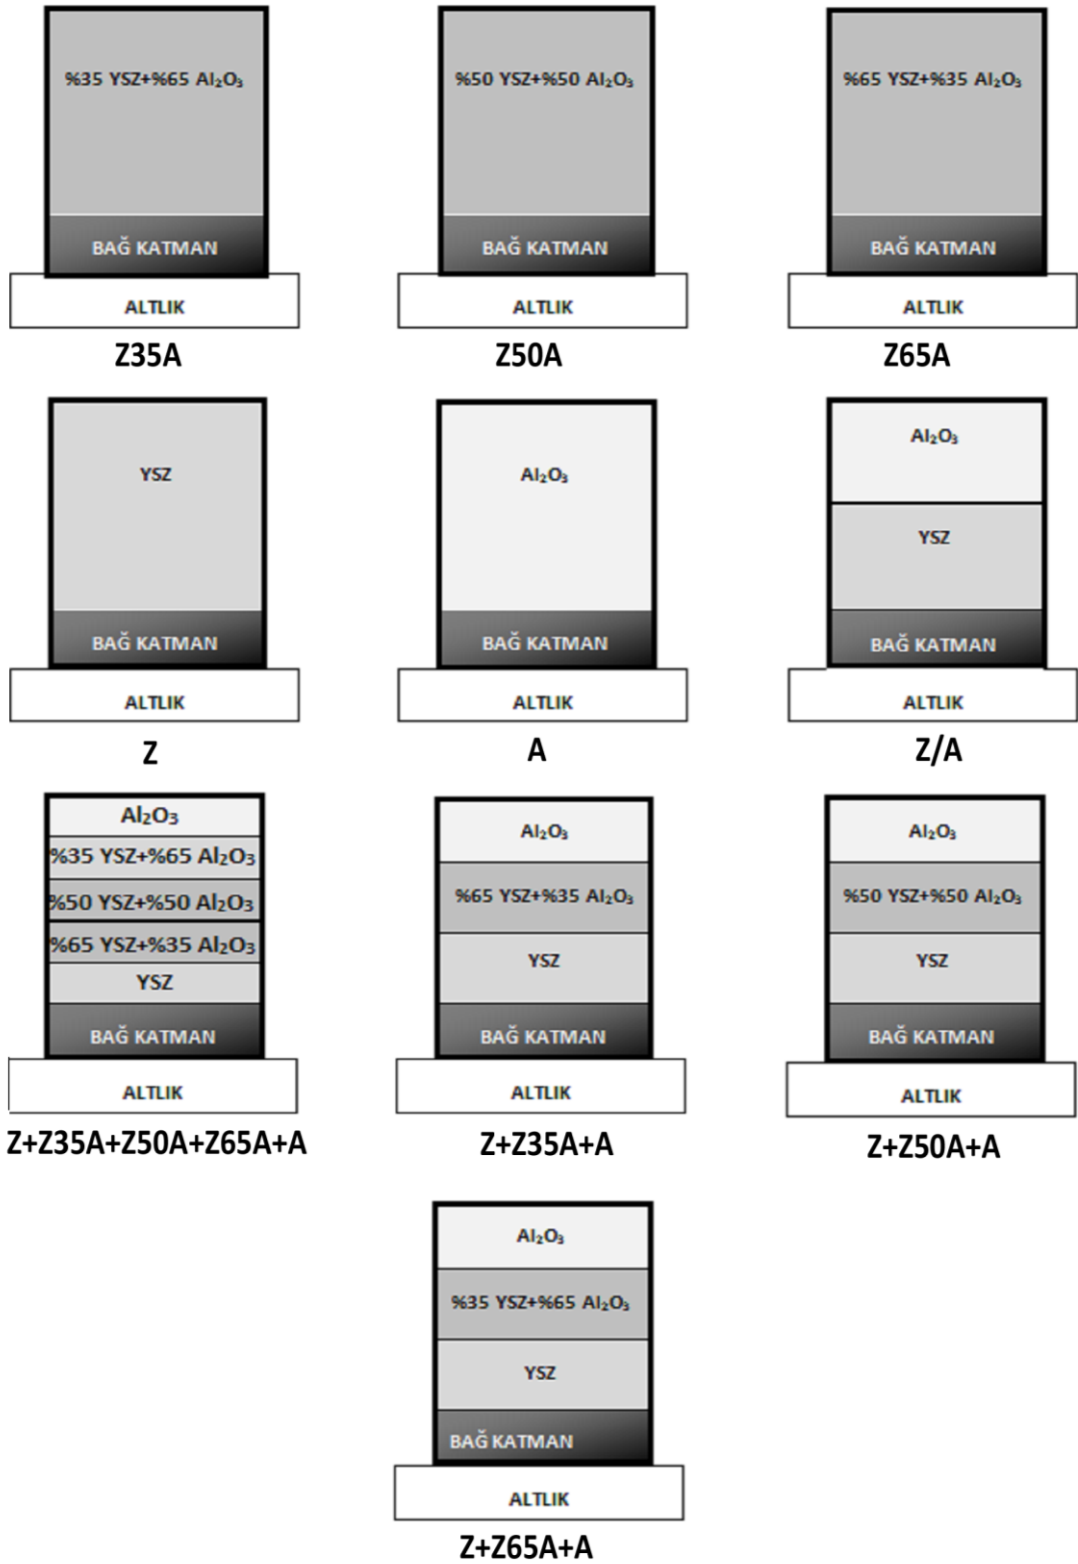 %35 YSZ+%65 Al₂O₃
BAĞ KATMAN
ALTLIK
Z35A
%50 YSZ+%50 Al₂O₃
BAĞ KATMAN
ALTLIK
Z50A
%65 YSZ+%35 Al₂O₃
BAĞ KATMAN
ALTLIK
Z65A
YSZ
BAĞ KATMAN
ALTLIK
Z
Al₂O₃
BAĞ KATMAN
ALTLIK
A
Al₂O₃
YSZ
BAĞ KATMAN
ALTLIK
Z/A
Al₂O₃
%35 YSZ+%65 Al₂O₃
%50 YSZ+%50 Al₂O₃
%65 YSZ+%35 Al₂O₃
YSZ
BAĞ KATMAN
ALTLIK
Z+Z35A+Z50A+Z65A+A
Al₂O₃
%65 YSZ+%35 Al₂O₃
YSZ
BAĞ KATMAN
ALTLIK
Z+Z35A+A
Al₂O₃
%50 YSZ+%50 Al₂O₃
YSZ
BAĞ KATMAN
ALTLIK
Z+Z50A+A
Al₂O₃
%35 YSZ+%65 Al₂O₃
YSZ
BAĞ KATMAN
ALTLIK
Z+Z65A+A